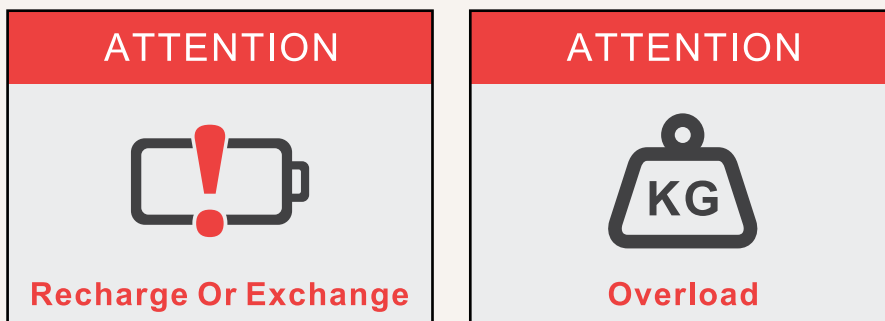 ATTENTION
Recharge Or Exchange
ATTENTION
KG
Overload